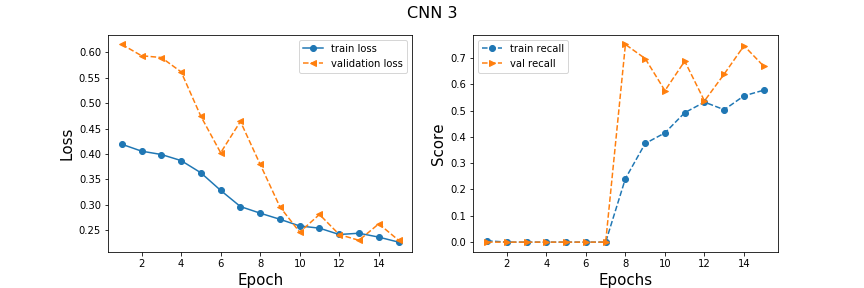 CNN 3
Loss
0.60
0.55
0.50
0.45
0.40
0.35
0.30
0.25
train loss
validation loss
2 4 6 8 10 12 14
Epoch
Score
0.7
0.6
0.5
0.4
0.3
0.2
0.1
0.0
train recall
val recall
2 4 6 8 10 12 14
Epochs